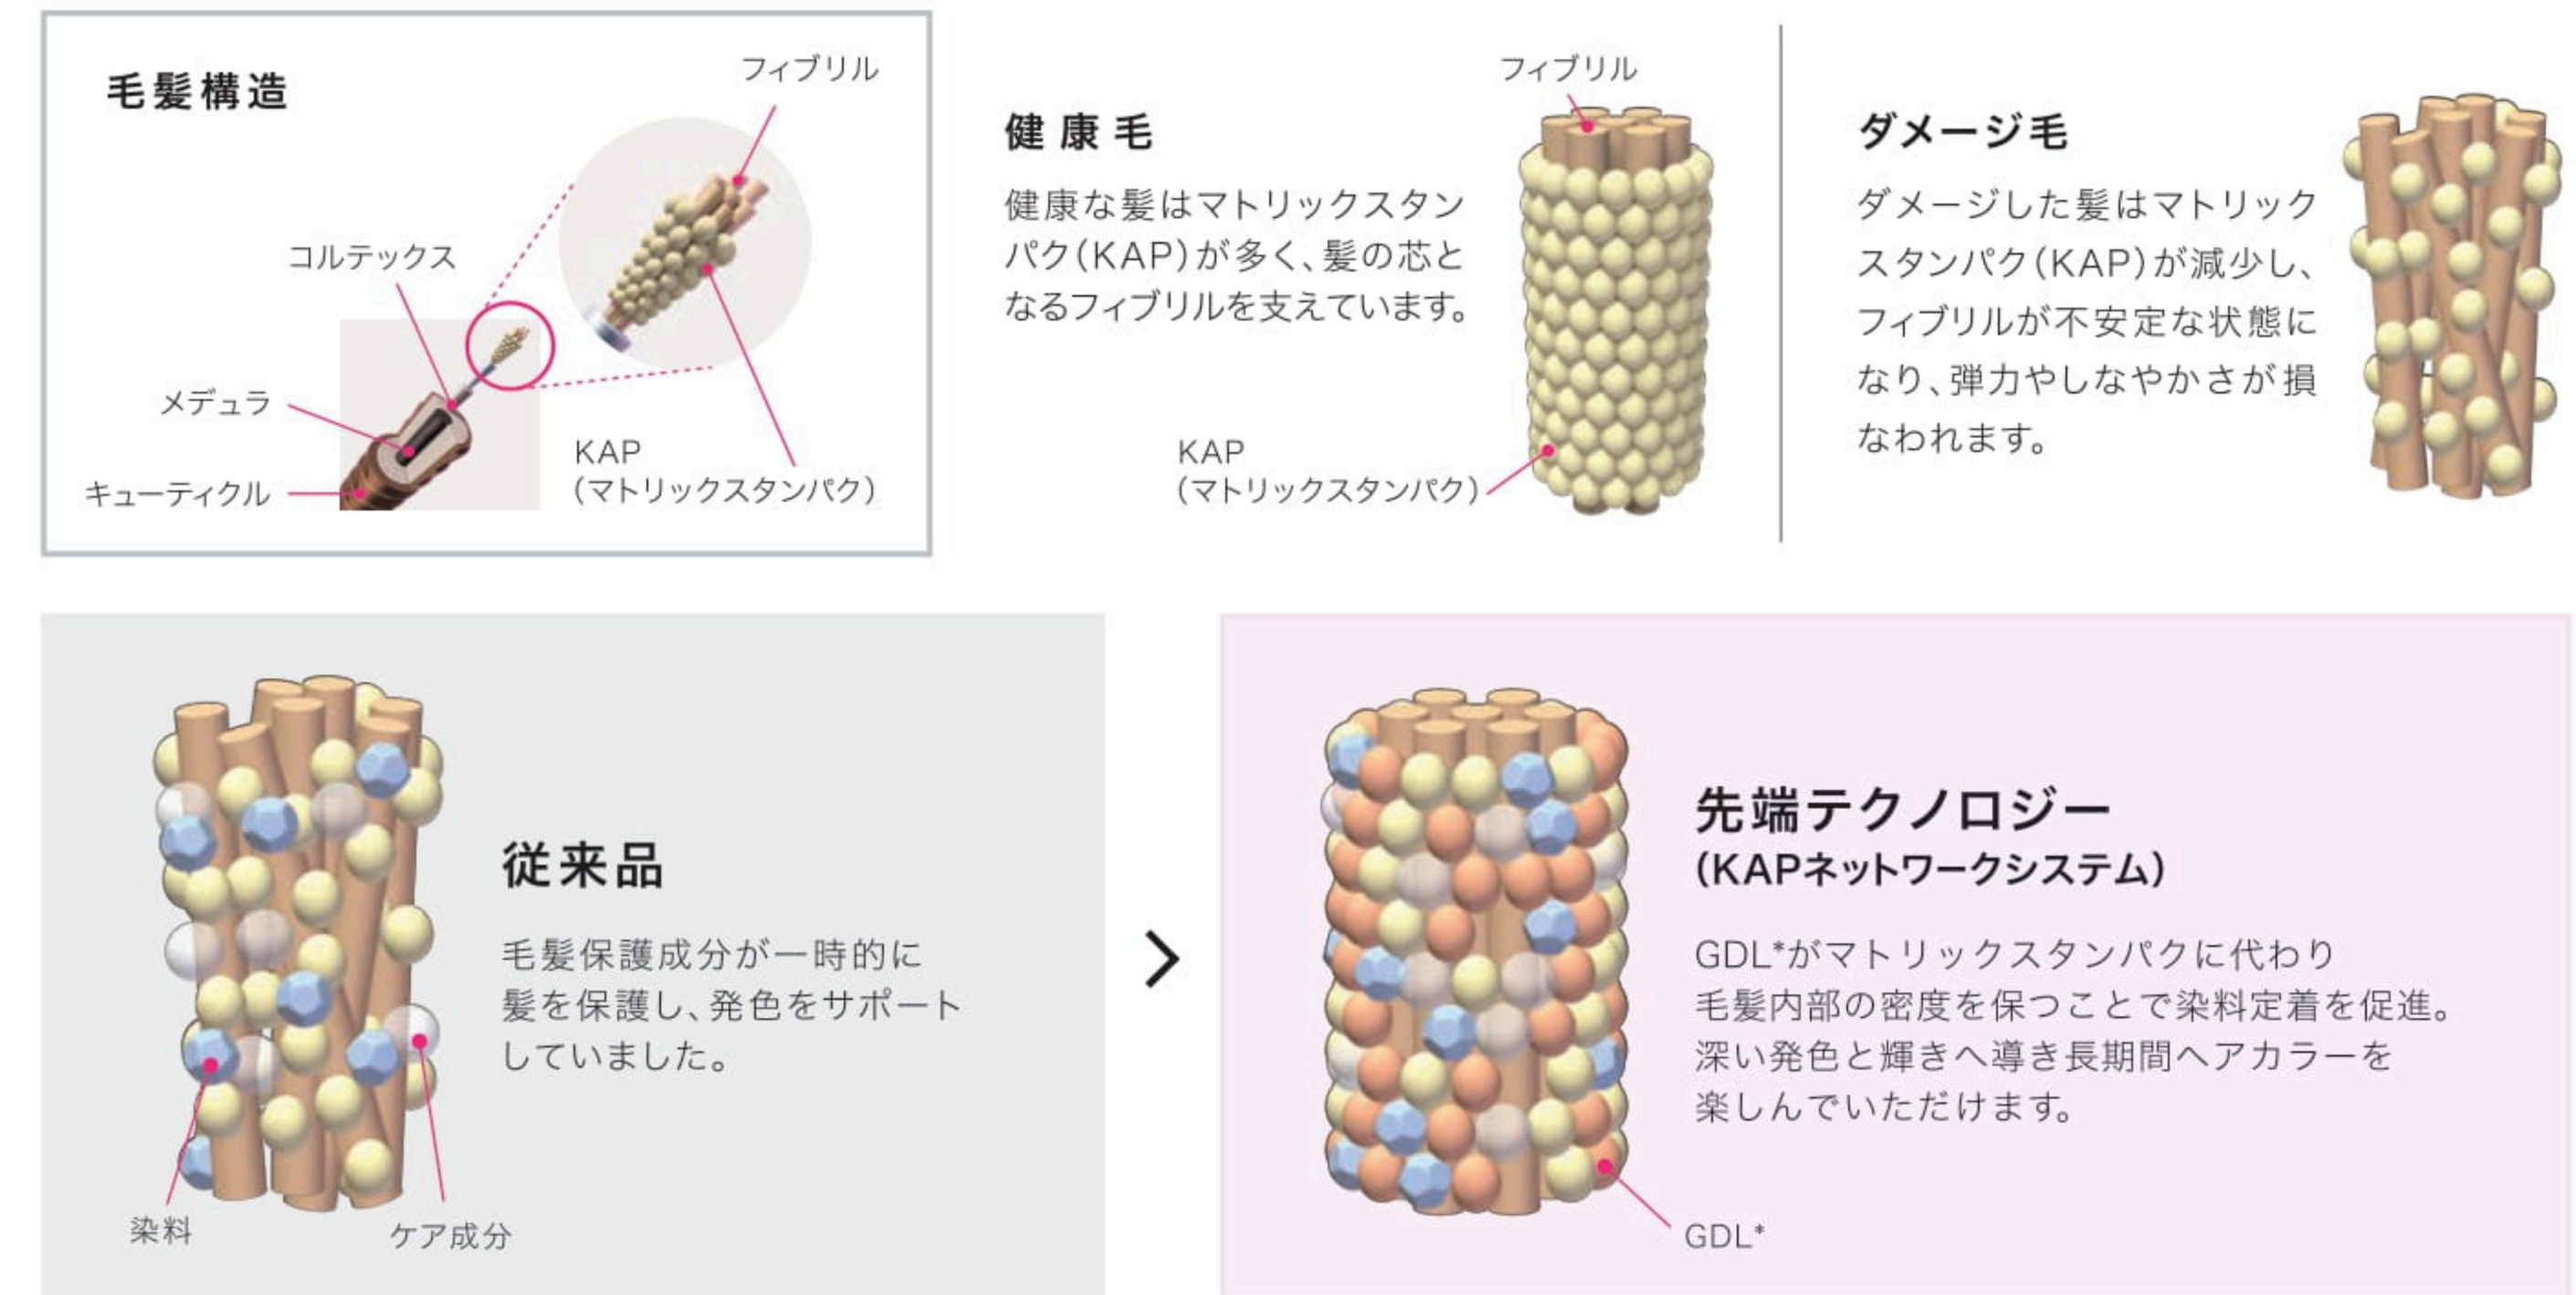 毛髪構造
フィブリル
コルテックス
メデュラ
キューティクル
KAP
（マトリックスタンパク）
健康毛
健康な髪はマトリックスタン
パク（KAP）が多く、髪の芯と
なるフィブリルを支えています。
フィブリル
KAP
（マトリックスタンパク）
ダメージ毛
ダメージした髪はマトリック
スタンパク（KAP）が減少し、
フィブリルが不安定な状態に
なり、弾力やしなやかさが損
なわれます。
従来品
毛髪保護成分が一時的に
髪を保護し、発色をサポート
していました。
染料
ケア成分
>
先端テクノロジー
（KAPネットワークシステム）
GDL*がマトリックスタンパクに代わり
毛髪内部の密度を保つことで染料定着を促進。
深い発色と輝きへ導き長期間ヘアカラーを
楽しんでいただけます。
GDL*